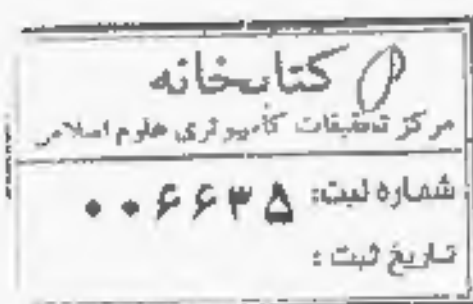 کتابخانه
مرکز تحقیقات کامپیوتری علوم اسلامی
شماره ثبت: ۰۰۶۶۳۵
تاریخ ثبت: